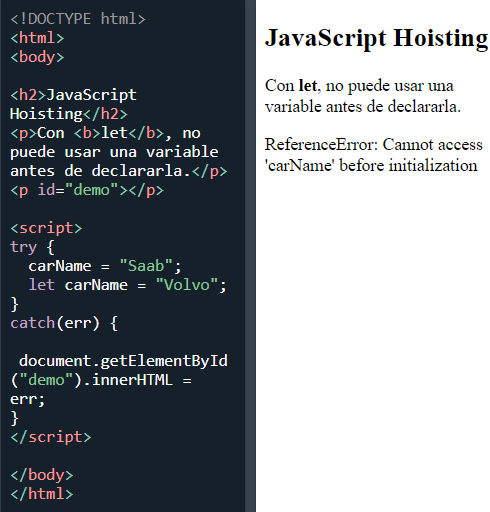 <!DOCTYPE html>
<html>
<body>

<h2>JavaScript
Hoisting</h2>
<p>Con <b>let</b>, no
puede usar una variable
antes de declararla.</p>
<p id="demo"></p>

<script>
try {
  carName = "Saab";
  let carName = "Volvo";
}
catch(err) {

 document.getElementById
("demo").innerHTML =
err;
}
</script>

</body>
</html>

JavaScript Hoisting
Con let, no puede usar una
variable antes de declararla.
ReferenceError: Cannot access
'carName' before initialization